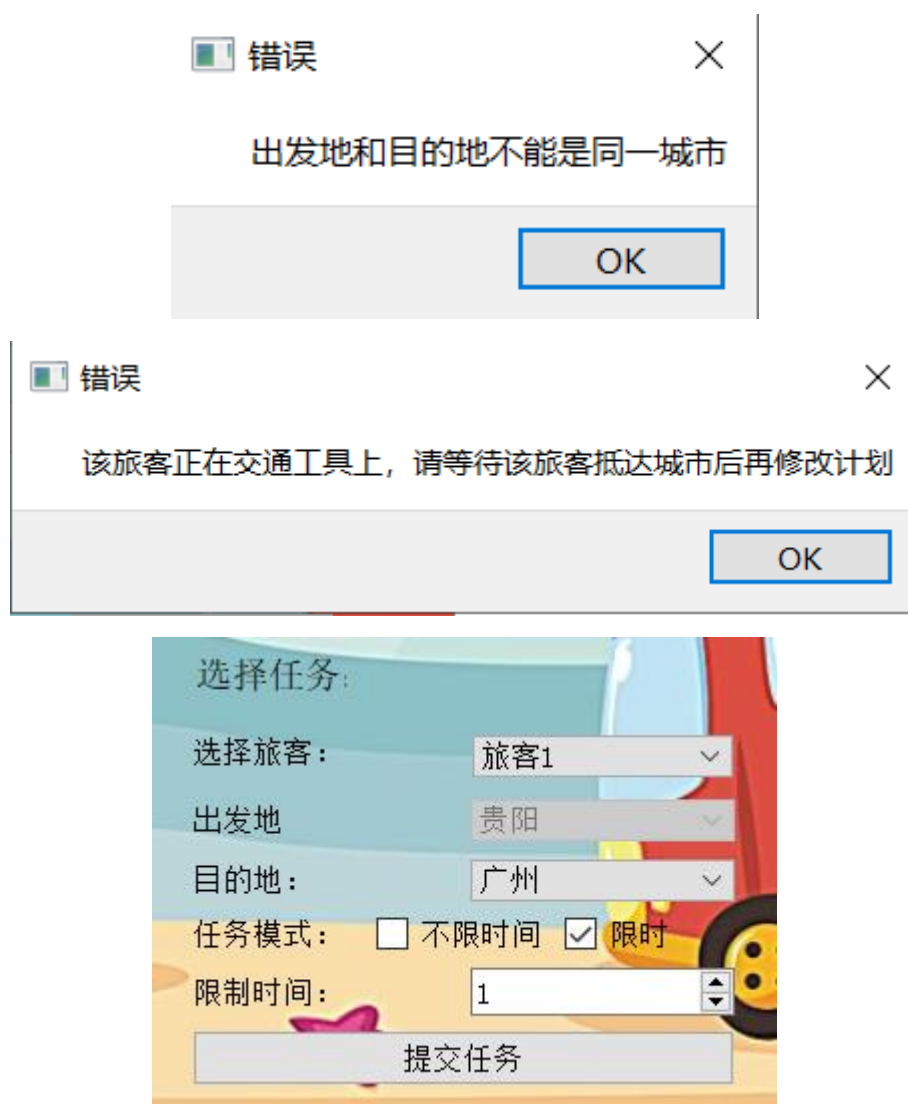 错误
出发地和目的地不能是同一城市
OK
错误
该旅客正在交通工具上，请等待该旅客抵达城市后再修改计划
OK
选择任务：
选择旅客： 旅客1
出发地 贵阳
目的地： 广州
任务模式： 不限时间 限时
限制时间： 1
提交任务